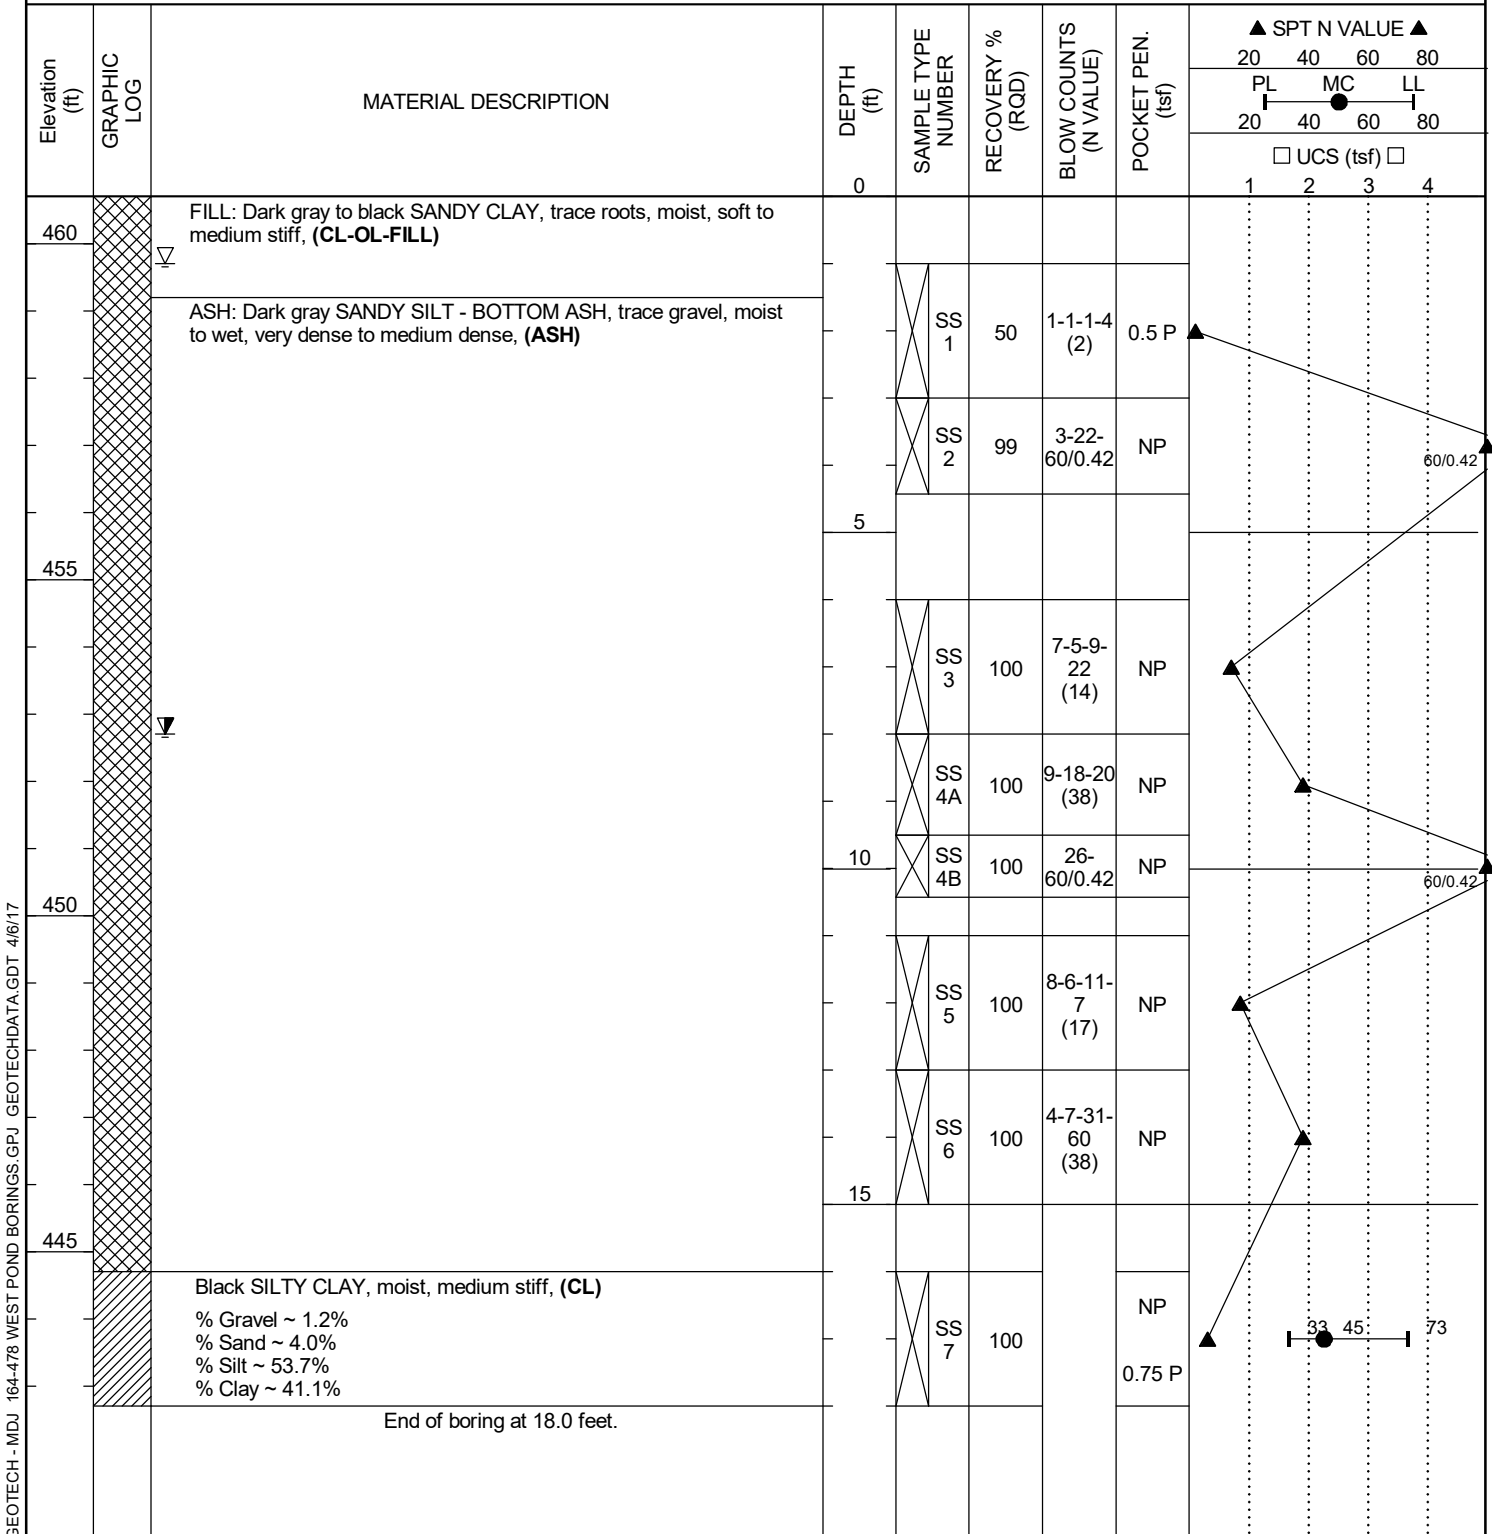 Elevation
(ft)
GRAPHIC
LOG
MATERIAL DESCRIPTION
DEPTH
(ft)
SAMPLE TYPE
NUMBER
RECOVERY %
(RQD)
BLOW COUNTS
(N VALUE)
POCKET PEN.
(tsf)
▲ SPT N VALUE ▲
20 40 60 80
PL MC LL
20 40 60 80
□ UCS (tsf) □
1 2 3 4
0
FILL: Dark gray to black SANDY CLAY, trace roots, moist, soft to
medium stiff, (CL-OL-FILL)
460
ASH: Dark gray SANDY SILT - BOTTOM ASH, trace gravel, moist
to wet, very dense to medium dense, (ASH)
SS
1
50
1-1-1-4
(2)
0.5 P
SS
2
99
3-22-
60/0.42
NP
60/0.42
5
455
SS
3
100
7-5-9-
22
(14)
NP
SS
4A
100
9-18-20
(38)
NP
10
SS
4B
100
26-
60/0.42
NP
60/0.42
450
SS
5
100
8-6-11-
7
(17)
NP
SS
6
100
4-7-31-
60
(38)
NP
15
445
Black SILTY CLAY, moist, medium stiff, (CL)
% Gravel ~ 1.2%
% Sand ~ 4.0%
% Silt ~ 53.7%
% Clay ~ 41.1%
SS
7
100
NP
0.75 P
33 45 73
End of boring at 18.0 feet.
GEOTECH - MDJ 164-478 WEST POND BORINGS.GPJ GEOTECHDATA.GDT 4/6/17